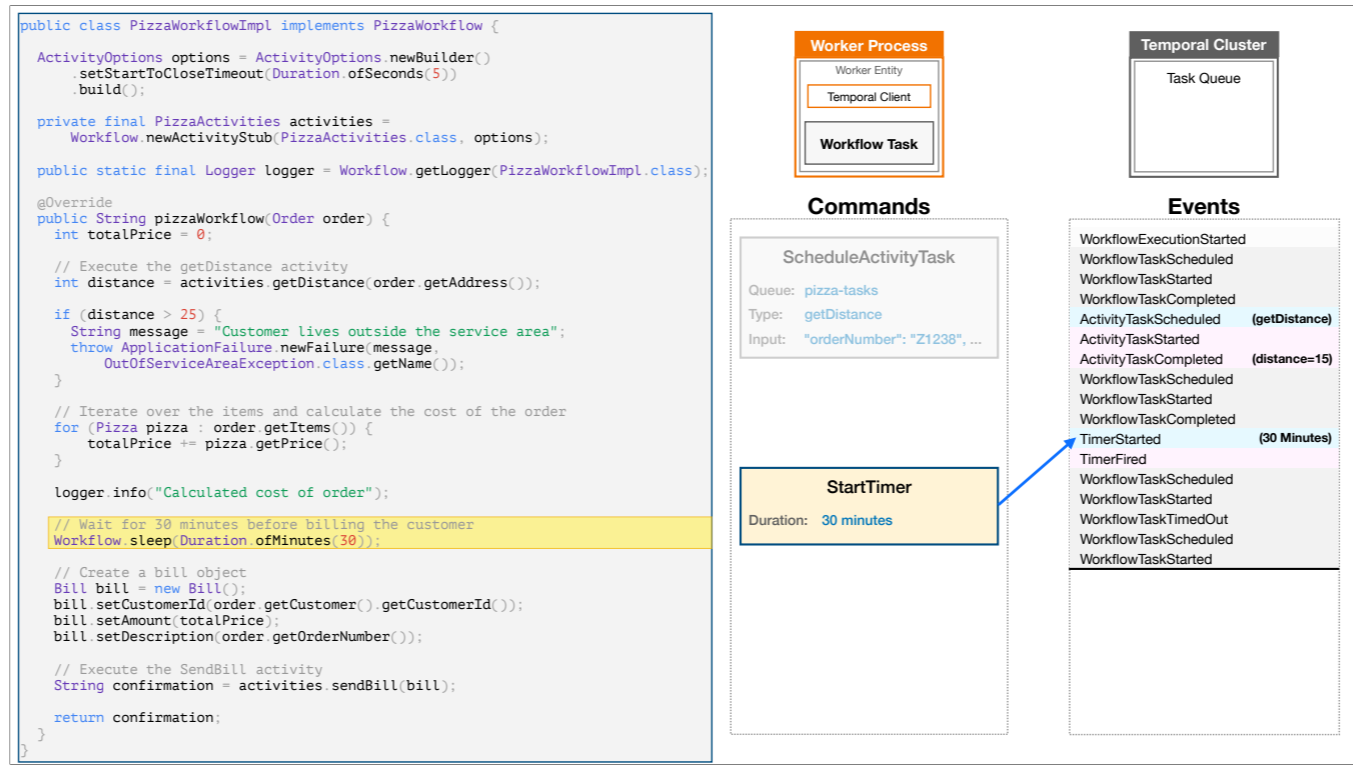 public class PizzaWorkflowImpl implements PizzaWorkflow {
ActivityOptions options = ActivityOptions.newBuilder()
.setStartToCloseTimeout(Duration.ofSeconds(5))
.build();
private final PizzaActivities activities =
Workflow.newActivityStub(PizzaActivities.class, options);
public static final Logger logger = Workflow.getLogger(PizzaWorkflowImpl.class);
@Override
public String pizzaWorkflow(Order order) {
int totalPrice = 0;
// Execute the getDistance activity
int distance = activities.getDistance(order.getAddress());
if (distance > 25) {
String message = "Customer lives outside the service area";
throw ApplicationFailure.newFailure(message,
OutOfServiceAreaException.class.getName());
}
// Iterate over the items and calculate the cost of the order
for (Pizza pizza : order.getItems()) {
totalPrice += pizza.getPrice();
}
logger.info("Calculated cost of order");
// Wait for 30 minutes before billing the customer
Workflow.sleep(Duration.ofMinutes(30));
// Create a bill object
Bill bill = new Bill();
bill.setCustomerId(order.getCustomer().getCustomerId());
bill.setAmount(totalPrice);
bill.setDescription(order.getOrderNumber());
// Execute the SendBill activity
String confirmation = activities.sendBill(bill);
return confirmation;
}
}
Worker Process
Worker Entity
Temporal Client
Workflow Task
Commands
ScheduleActivityTask
Queue: pizza-tasks
Type: getDistance
Input: "orderNumber": "Z1238", ...
StartTimer
Duration: 30 minutes
Temporal Cluster
Task Queue
Events
WorkflowExecutionStarted
WorkflowTaskScheduled
WorkflowTaskStarted
WorkflowTaskCompleted
ActivityTaskScheduled (getDistance)
ActivityTaskStarted
ActivityTaskCompleted (distance=15)
WorkflowTaskScheduled
WorkflowTaskStarted
WorkflowTaskCompleted
TimerStarted (30 Minutes)
TimerFired
WorkflowTaskScheduled
WorkflowTaskStarted
WorkflowTaskTimedOut
WorkflowTaskScheduled
WorkflowTaskStarted